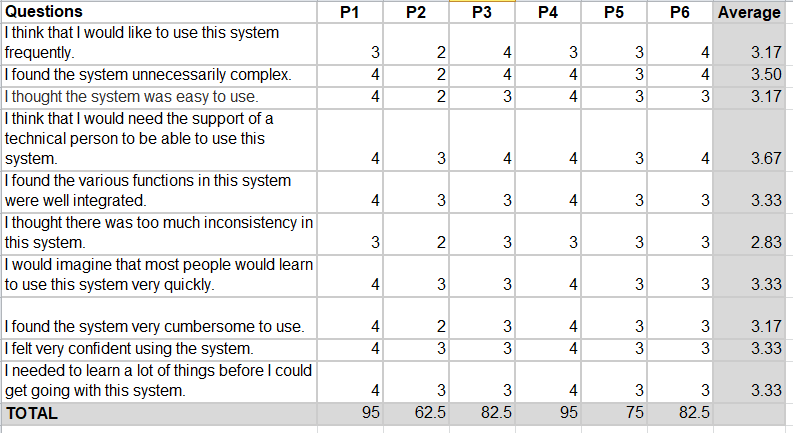 Questions P1 P2 P3 P4 P5 P6 Average
I think that I would like to use this system
frequently. 3 2 4 3 3 4 3.17
I found the system unnecessarily complex. 4 2 4 4 3 4 3.50
I thought the system was easy to use. 4 2 3 4 3 3 3.17
I think that I would need the support of a
technical person to be able to use this
system. 4 3 4 4 3 4 3.67
I found the various functions in this system
were well integrated. 4 3 3 4 3 3 3.33
I thought there was too much inconsistency in
this system. 3 2 3 3 3 3 2.83
I would imagine that most people would learn
to use this system very quickly. 4 3 3 4 3 3 3.33
I found the system very cumbersome to use. 4 2 3 4 3 3 3.17
I felt very confident using the system. 4 3 3 4 3 3 3.33
I needed to learn a lot of things before I could
get going with this system. 4 3 3 4 3 3 3.33
TOTAL 95 62.5 82.5 95 75 82.5